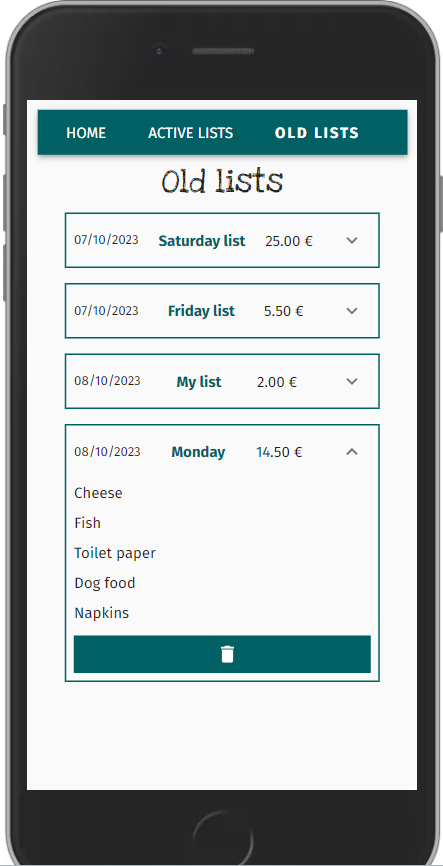 HOME ACTIVE LISTS OLD LISTS
Old lists
07/10/2023 Saturday list 25.00 €
07/10/2023 Friday list 5.50 €
08/10/2023 My list 2.00 €
08/10/2023 Monday 14.50 €
Cheese
Fish
Toilet paper
Dog food
Napkins